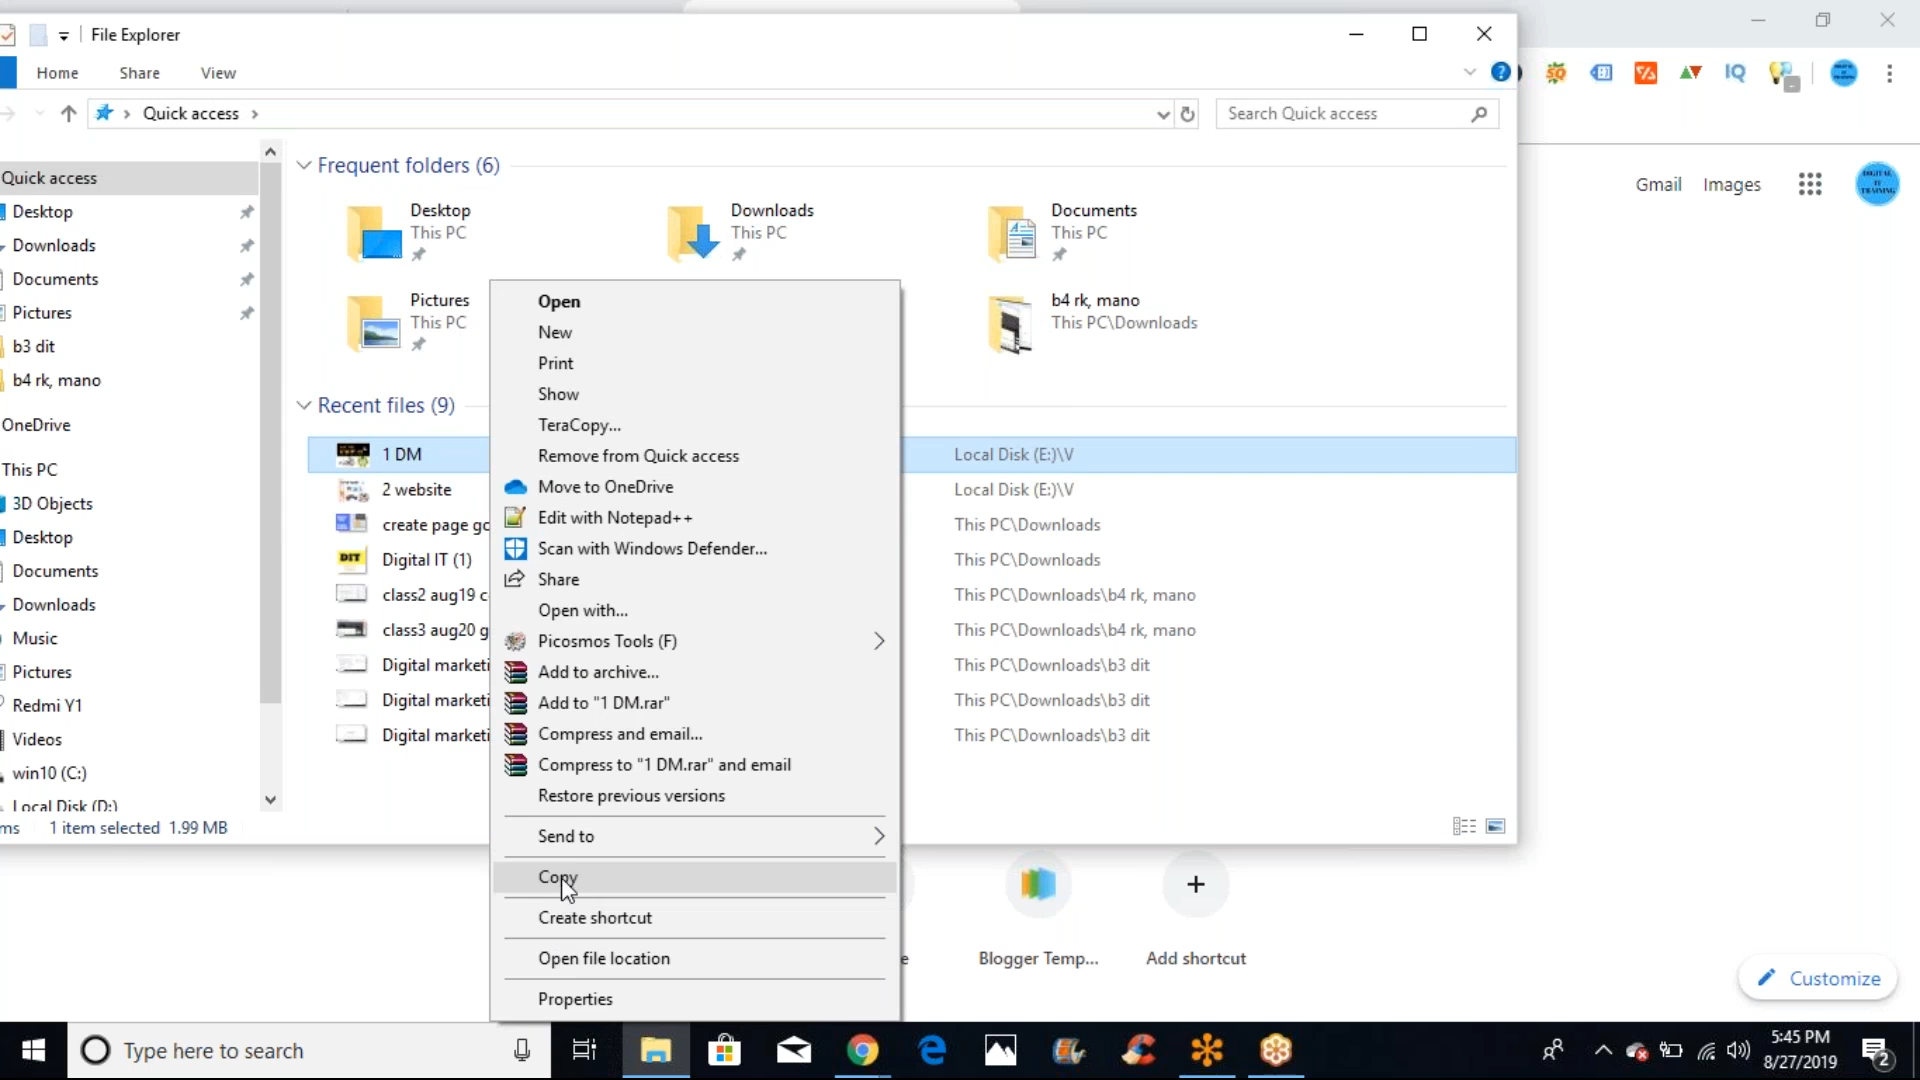 File Explorer
Home Share View
Quick access
Search Quick access
Gmail Images
DIGITAL IT TRAINING
Quick access
Desktop
Downloads
Documents
Pictures
b3 dit
b4 rk, mano
OneDrive
This PC
3D Objects
Desktop
Documents
Downloads
Music
Pictures
Redmi Y1
Videos
win10 (C:)
Local Disk (D:)
ms 1 item selected 1.99 MB
Frequent folders (6)
Desktop
This PC
Downloads
This PC
Documents
This PC
Pictures
This PC
b4 rk, mano
This PC\Downloads
Recent files (9)
1 DM
Local Disk (E:)\V
2 website
Local Disk (E:)\V
create page go
This PC\Downloads
DIT
Digital IT (1)
This PC\Downloads
class2 aug19 c
This PC\Downloads\b4 rk, mano
class3 aug20 g
This PC\Downloads\b4 rk, mano
Digital marketi
This PC\Downloads\b3 dit
Digital marketi
This PC\Downloads\b3 dit
Digital marketi
This PC\Downloads\b3 dit
Open
New
Print
Show
TeraCopy...
Remove from Quick access
Move to OneDrive
Edit with Notepad++
Scan with Windows Defender...
Share
Open with...
Picosmos Tools (F)
Add to archive...
Add to "1 DM.rar"
Compress and email...
Compress to "1 DM.rar" and email
Restore previous versions
Send to
Copy
Create shortcut
Open file location
Properties
e
Blogger Temp...
Add shortcut
Customize
Type here to search
5:45 PM
8/27/2019
2